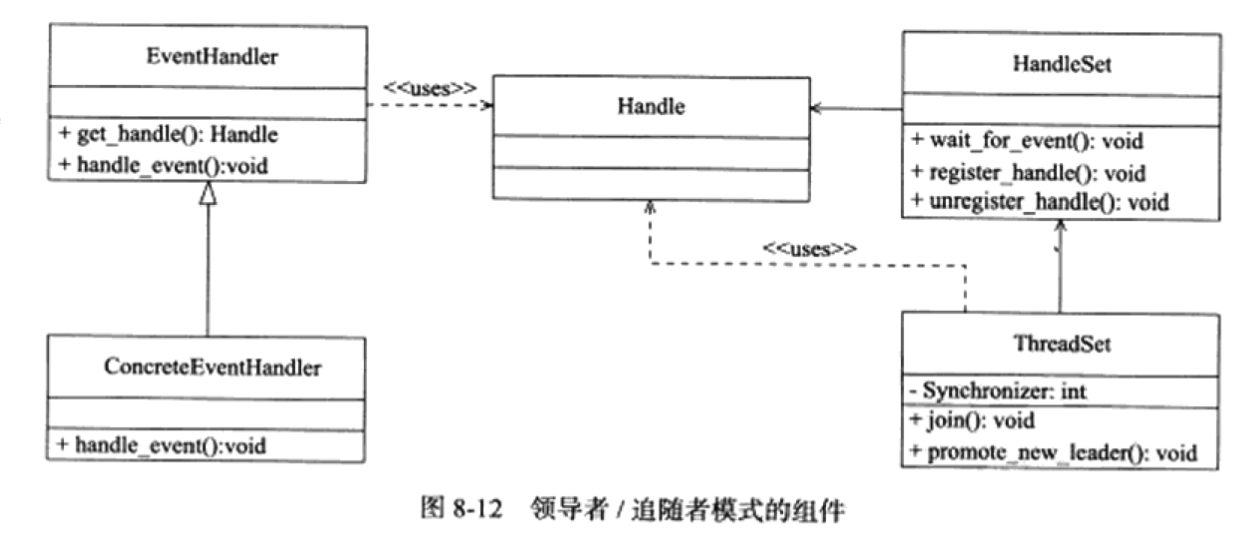 EventHandler
+ get_handle(): Handle
+ handle_event():void
<<uses>>
Handle
HandleSet
+ wait_for_event(): void
+ register_handle(): void
+ unregister_handle(): void
<<uses>>
ConcreteEventHandler
+ handle_event():void
ThreadSet
- Synchronizer: int
+ join(): void
+ promote_new_leader(): void
图 8-12 领导者 / 追随者模式的组件